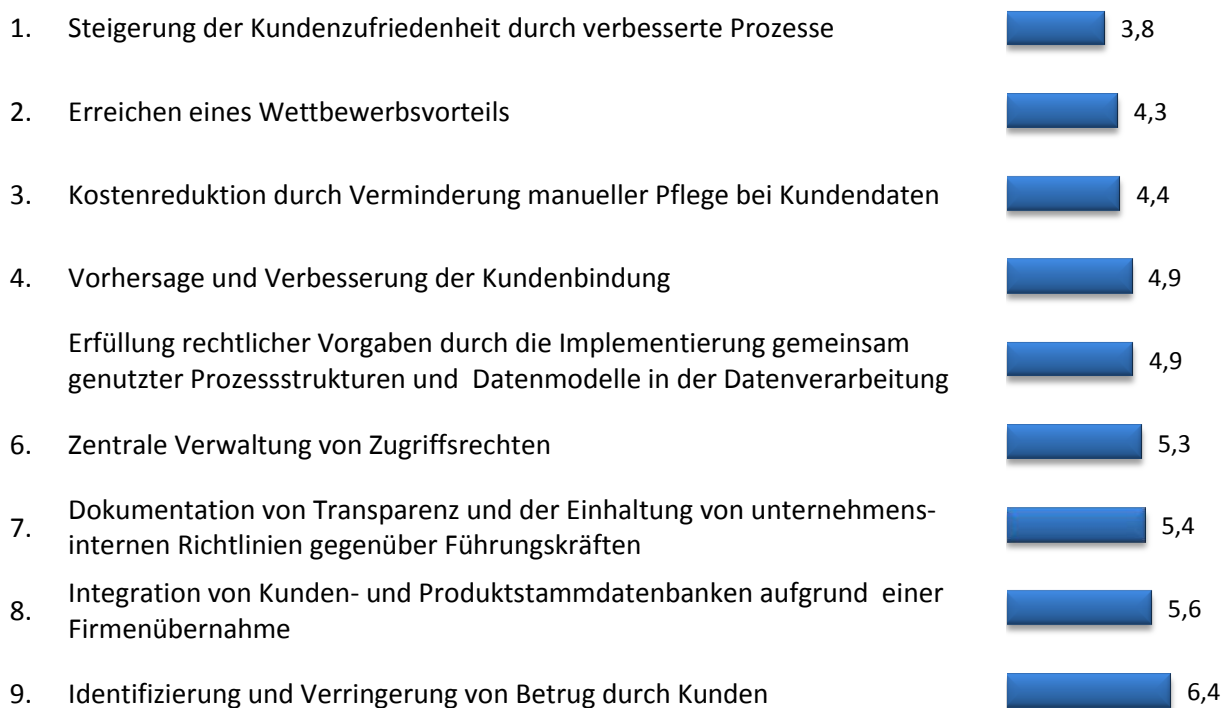 1. Steigerung der Kundenzufriedenheit durch verbesserte Prozesse 3,8
2. Erreichen eines Wettbewerbsvorteils 4,3
3. Kostenreduktion durch Verminderung manueller Pflege bei Kundendaten 4,4
4. Vorhersage und Verbesserung der Kundenbindung 4,9
Erfüllung rechtlicher Vorgaben durch die Implementierung gemeinsam
genutzter Prozessstrukturen und Datenmodelle in der Datenverarbeitung 4,9
6. Zentrale Verwaltung von Zugriffsrechten 5,3
7. Dokumentation von Transparenz und der Einhaltung von unternehmens-
internen Richtlinien gegenüber Führungskräften 5,4
8. Integration von Kunden- und Produktstammdatenbanken aufgrund einer
Firmenübernahme 5,6
9. Identifizierung und Verringerung von Betrug durch Kunden 6,4